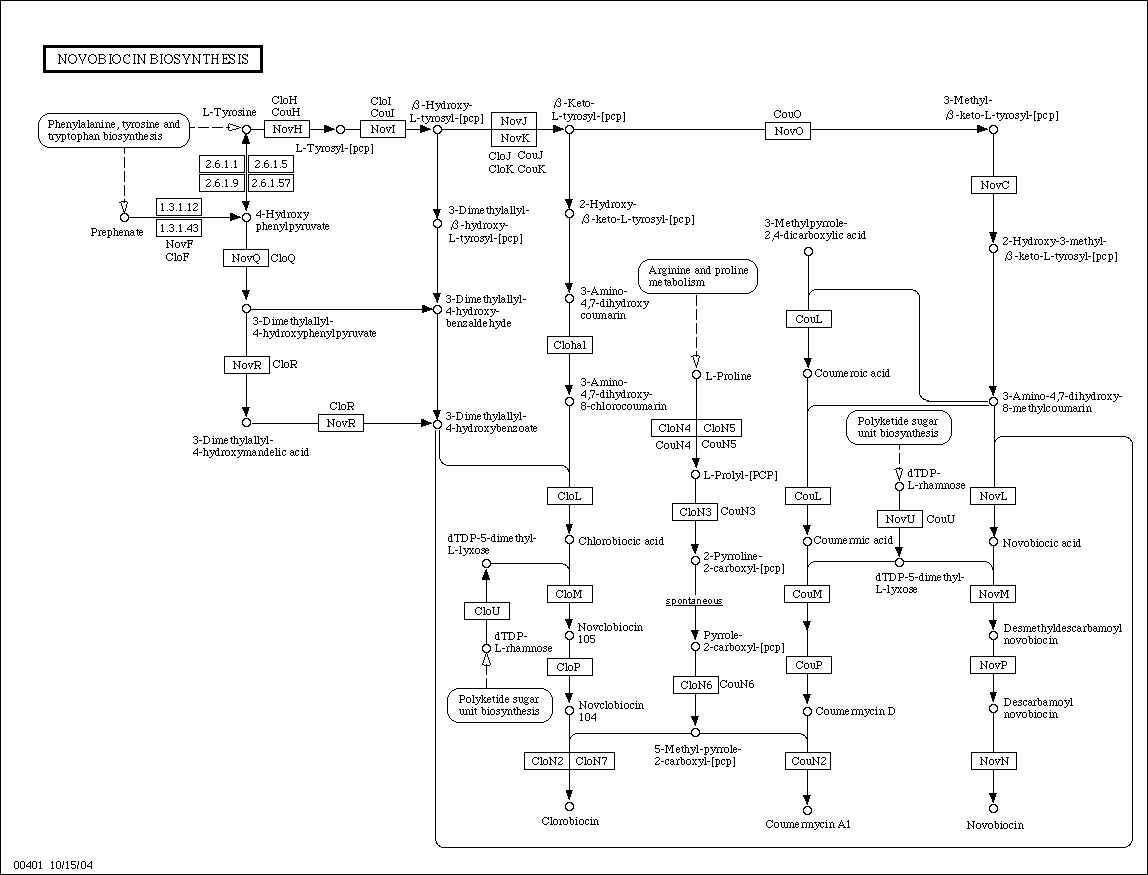 NOVOBIOCIN BIOSYNTHESIS
Phenylalanine, tyrosine and
tryptophan biosynthesis
L-Tyrosine
CloH
CouH
NovH
L-Tyrosyl-[pcp]
CloI
CouI
NovI
β-Hydroxy-
L-tyrosyl-[pcp]
NovJ
NovK
CloJ CouJ
CloK CouK
β-Keto-
L-tyrosyl-[pcp]
CouO
NovO
3-Methyl-
β-keto-L-tyrosyl-[pcp]
2.6.1.1
2.6.1.5
2.6.1.9
2.6.1.57
1.3.1.12
1.3.1.43
NovF
CloF
Prephenate
4-Hydroxy
phenylpyruvate
NovQ
CloQ
3-Dimethylallyl-
4-hydroxyphenylpyruvate
NovR
CloR
3-Dimethylallyl-
4-hydroxymandelic acid
CloR
NovR
3-Dimethylallyl-
β-hydroxy-
L-tyrosyl-[pcp]
3-Dimethylallyl-
4-hydroxy-
benzaldehyde
3-Dimethylallyl-
4-hydroxybenzoate
2-Hydroxy-
β-keto-L-tyrosyl-[pcp]
3-Amino-
4,7-dihydroxy
coumarin
Clohal
3-Amino-
4,7-dihydroxy-
8-chlorocoumarin
CloL
Chlorobiocic acid
dTDP-5-dimethyl-
L-lyxose
CloU
dTDP-
L-rhamnose
Polyketide sugar
unit biosynthesis
CloM
Novclobiocin
105
CloP
Novclobiocin
104
CloN2
CloN7
Clorobiocin
Arginine and proline
metabolism
L-Proline
CloN4
CloN5
CouN4
CouN5
L-Prolyl-[PCP]
CloN3
CouN3
2-Pyrroline-
2-carboxyl-[pcp]
spontaneous
Pyrrole-
2-carboxyl-[pcp]
CloN6
CouN6
5-Methyl-pyrrole-
2-carboxyl-[pcp]
3-Methylpyrrole-
2,4-dicarboxylic acid
CouL
Coumeroic acid
CouL
Coumermic acid
CouM
CouP
Coumermycin D
CouN2
Coumermycin A1
Polyketide sugar
unit biosynthesis
dTDP-
L-rhamnose
NovU
CouU
dTDP-5-dimethyl-
L-lyxose
NovC
2-Hydroxy-3-methyl-
β-keto-L-tyrosyl-[pcp]
3-Amino-4,7-dihydroxy-
8-methylcoumarin
NovL
Novobiocic acid
NovM
Desmethyldescarbamoyl
novobiocin
NovP
Descarbamoyl
novobiocin
NovN
Novobiocin
00401 10/15/04